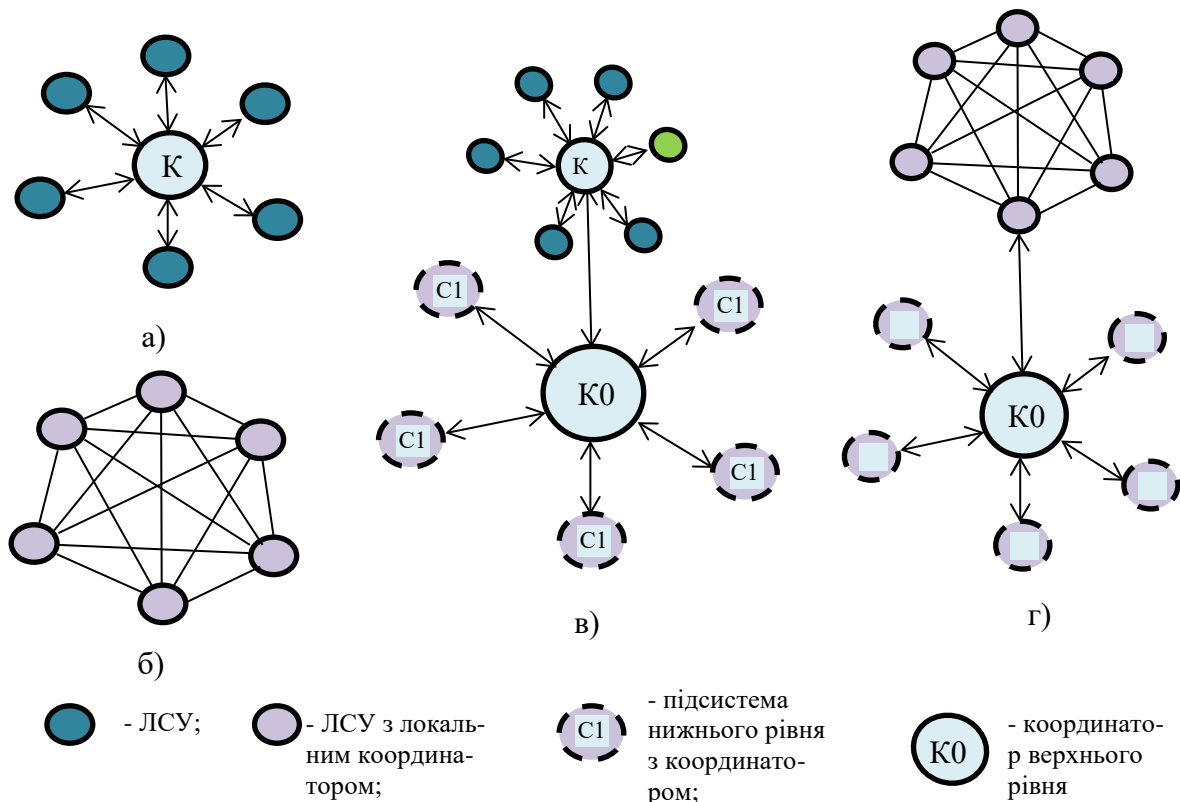 К
а)
б)
К
С1
С1
К0
С1
С1
С1
в)
К0
г)
- ЛСУ;
- ЛСУ з локаль-
ним координа-
тором;
С1
- підсистема
нижнього рівня
з координато-
ром;
К0
- координато-
р верхнього
рівня